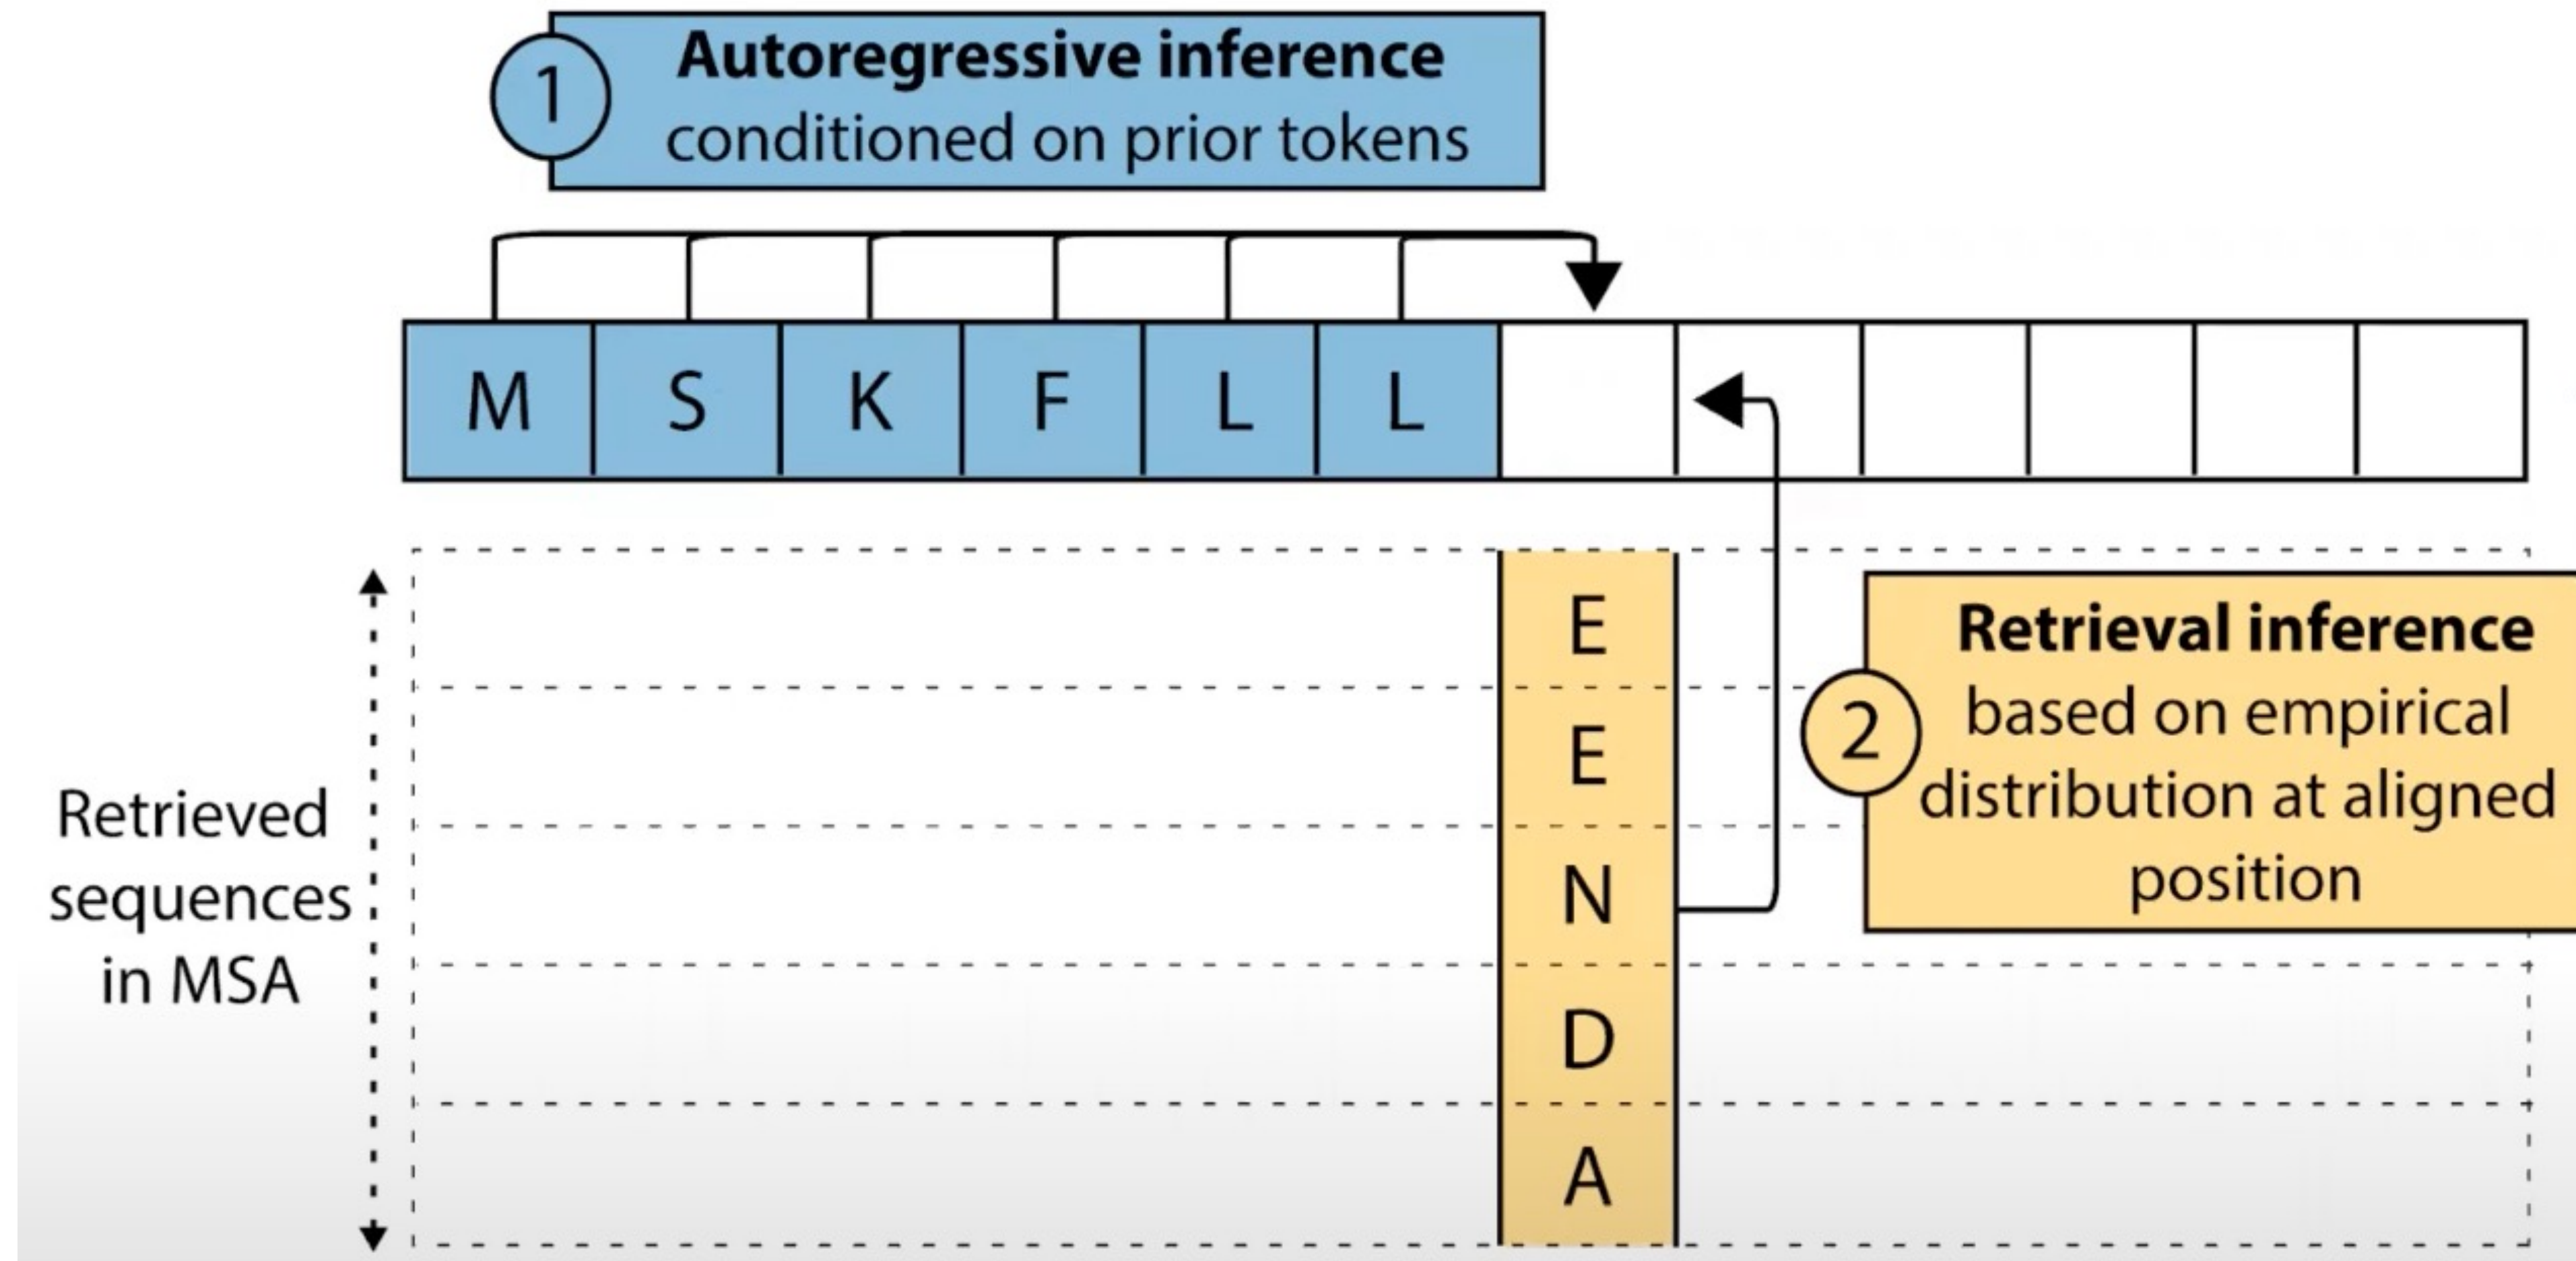 1
Autoregressive inference
conditioned on prior tokens
M S K F L L
E
E
N
D
A
2
Retrieval inference
based on empirical
distribution at aligned
position
Retrieved
sequences
in MSA